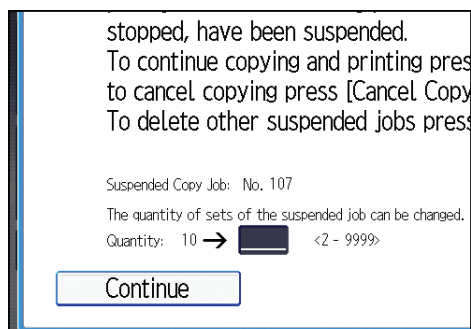 stopped, have been suspended.
To continue copying and printing pres
to cancel copying press [Cancel Copy
To delete other suspended jobs press
Suspended Copy Job: No. 107
The quantity of sets of the suspended job can be changed.
Quantity: 10 → <2 - 9999>
Continue